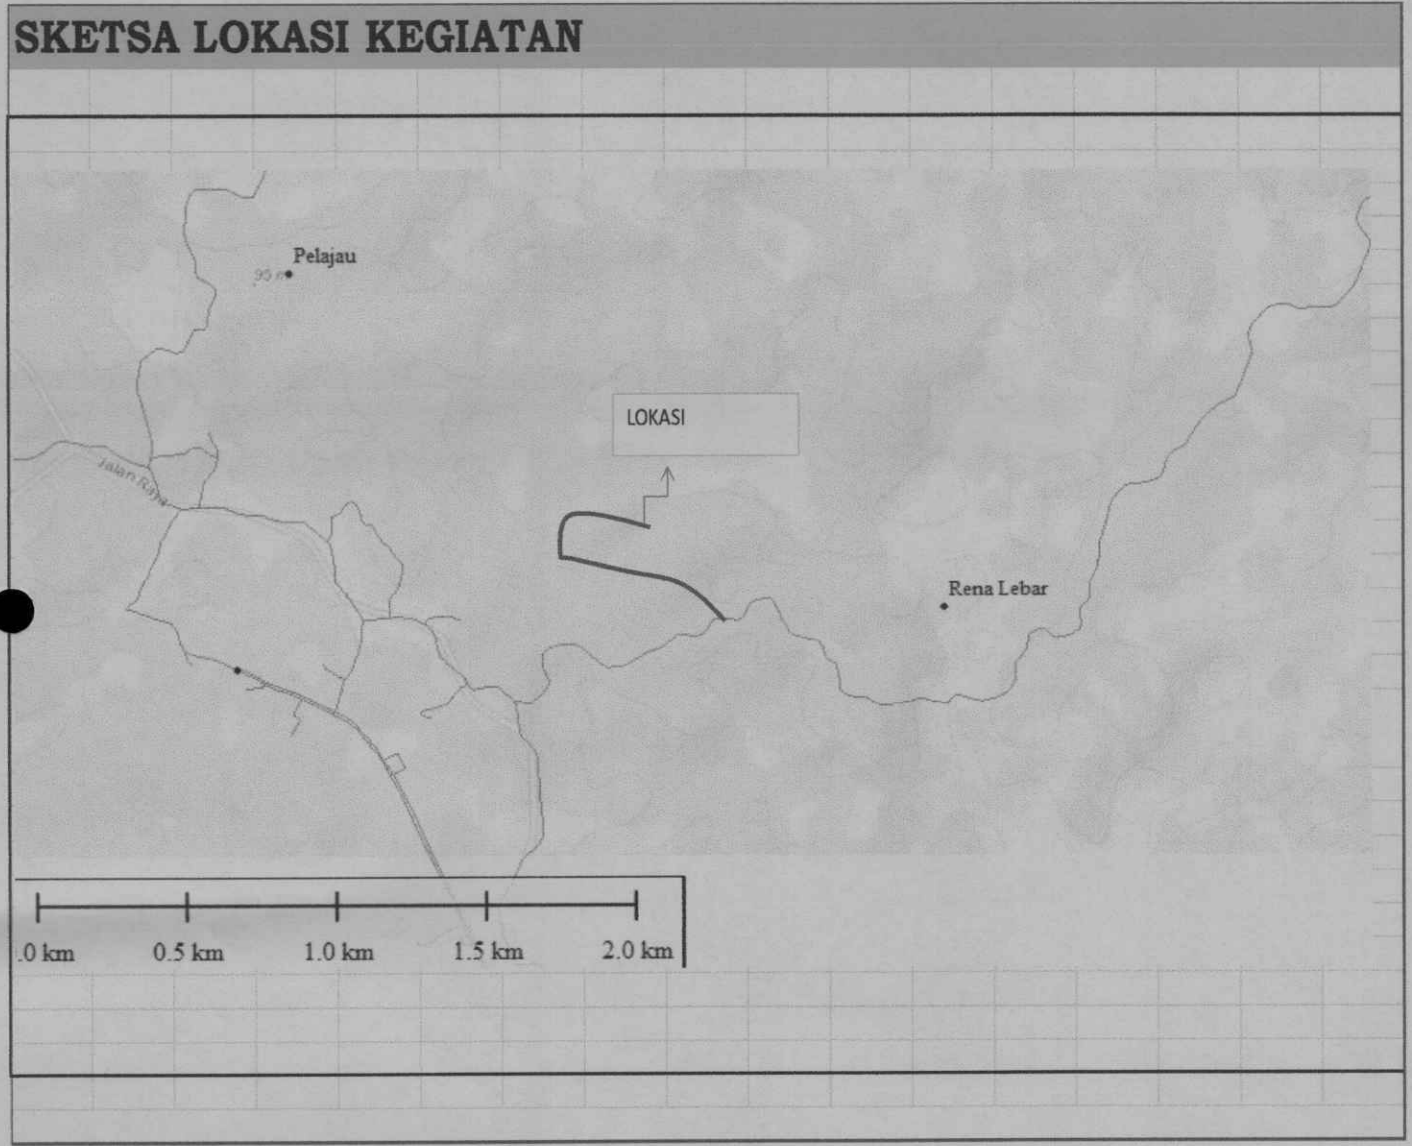 SKETSA LOKASI KEGIATAN
Pelajau
95 m
LOKASI
Jalan Raya
Rena Lebar
.0 km
0.5 km
1.0 km
1.5 km
2.0 km